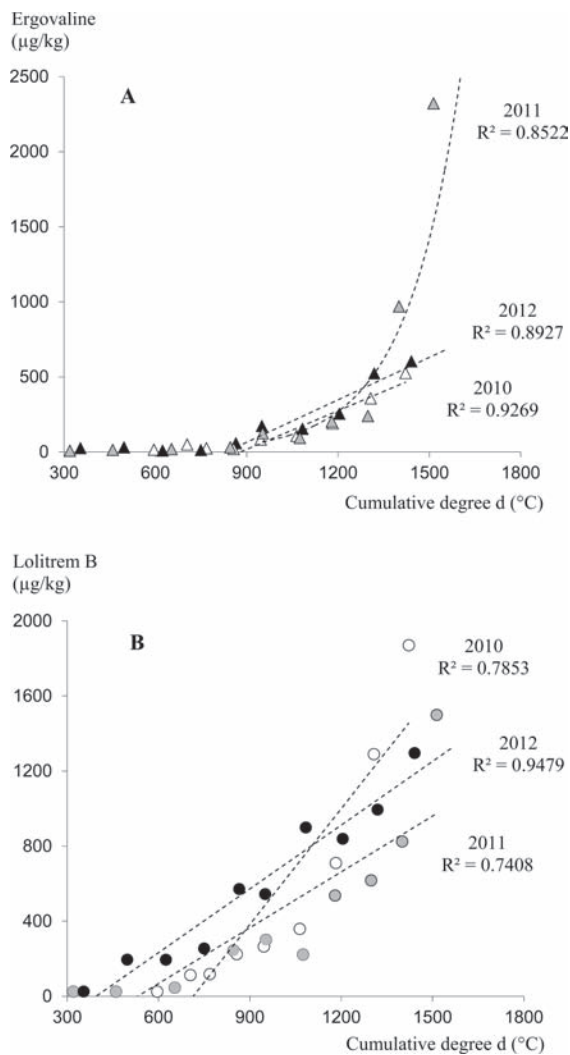 Ergovaline
(µg/kg)
2500
A
2011
R² = 0.8522
2000
1500
1000
2012
R² = 0.8927
500
2010
R² = 0.9269
0
300 600 900 1200 1500 1800
Cumulative degree d (°C)
Lolitrem B
(µg/kg)
2000
B
2010
R² = 0.7853
1600
2012
R² = 0.9479
1200
800
2011
R² = 0.7408
400
0
300 600 900 1200 1500 1800
Cumulative degree d (°C)